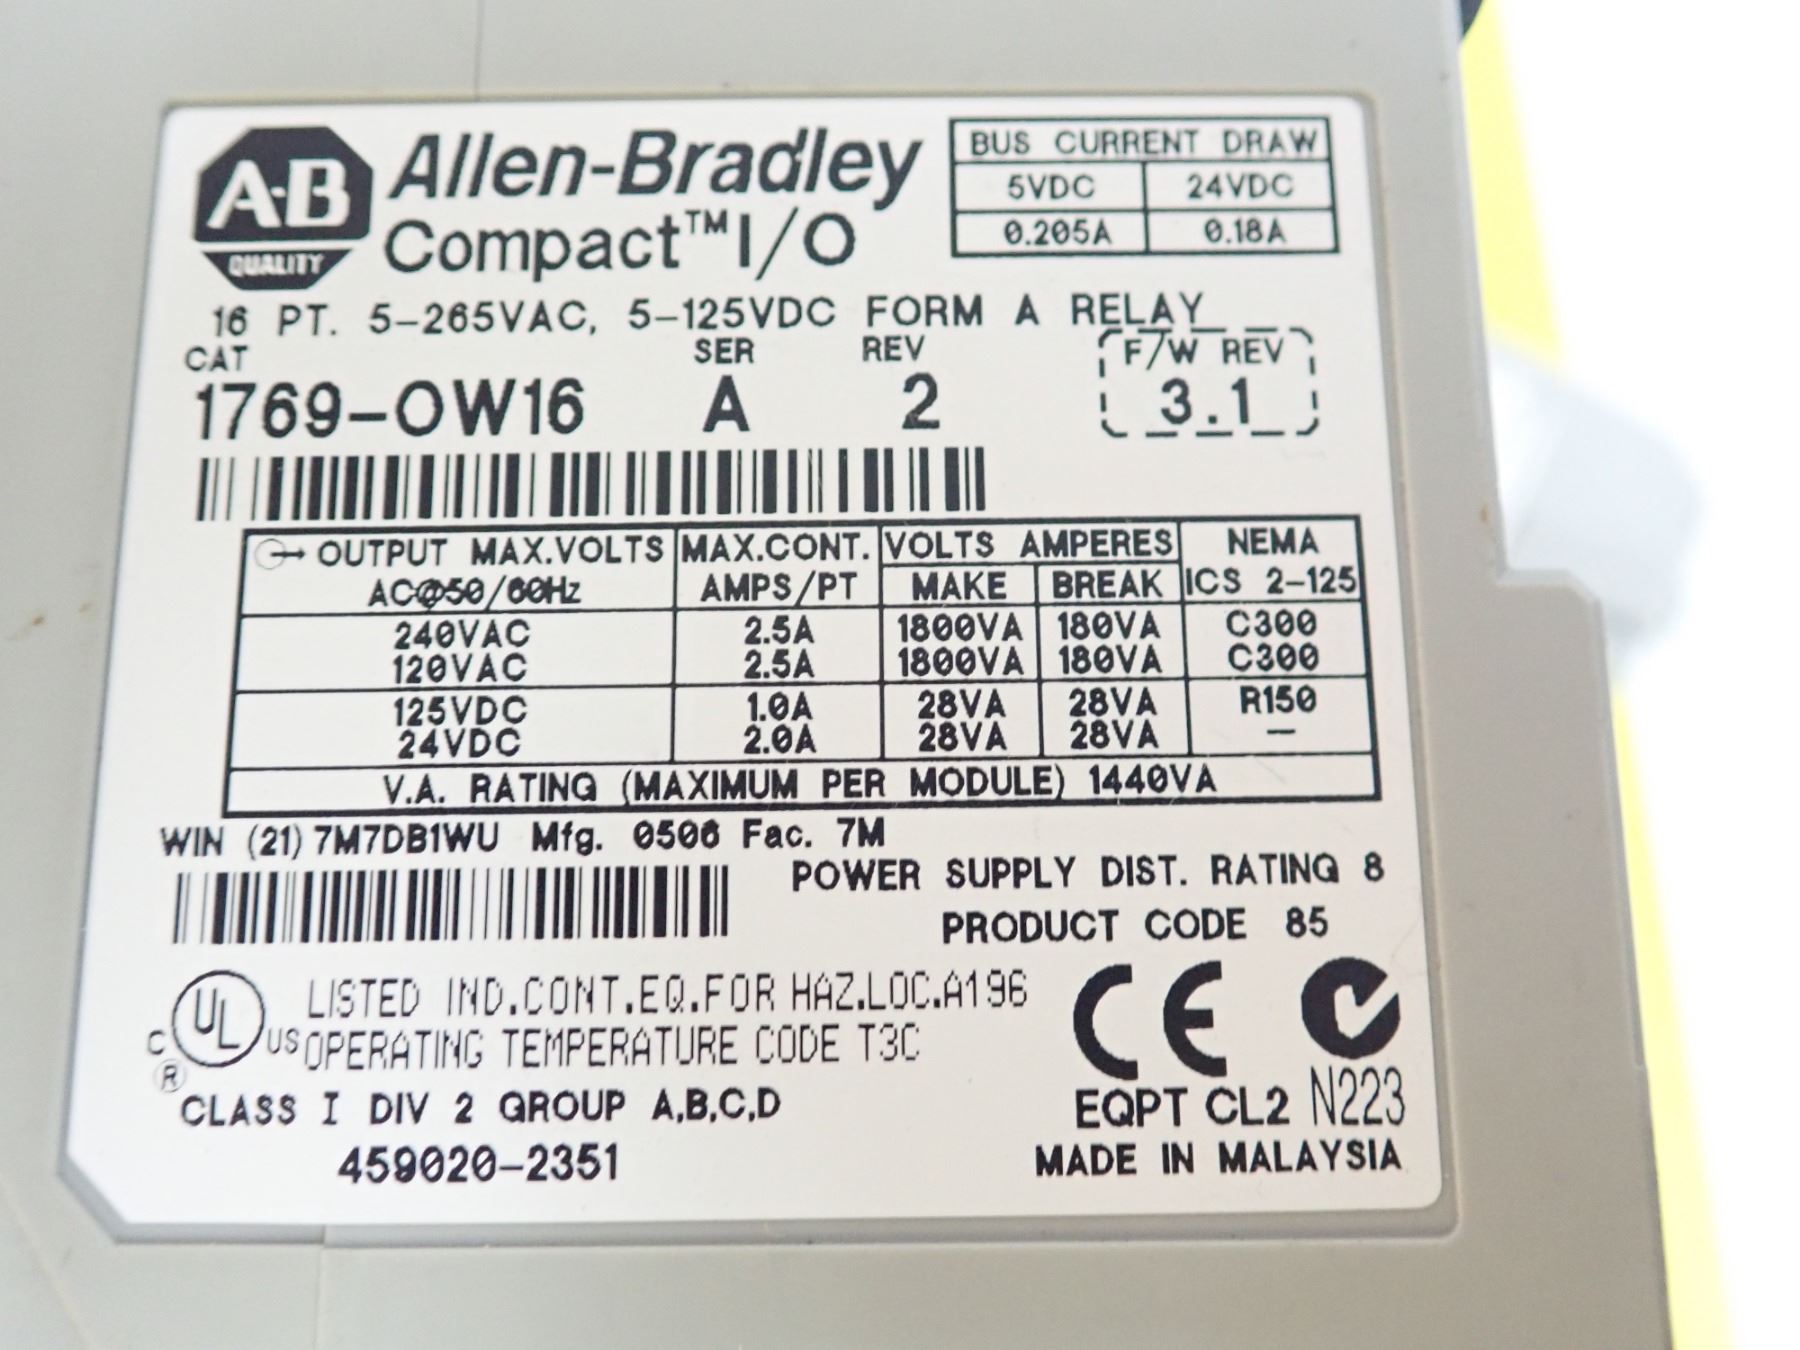 A-B
QUALITY
Allen-Bradley
Compact™ I/O
BUS CURRENT DRAW
5VDC 24VDC
0.205A 0.18A
16 PT. 5-265VAC, 5-125VDC FORM A RELAY
CAT SER REV F/W REV
1769-OW16 A 2 3.1
OUTPUT MAX.VOLTS MAX.CONT. VOLTS AMPERES NEMA
AC@50/60Hz AMPS/PT MAKE BREAK ICS 2-125
240VAC 2.5A 1800VA 180VA C300
120VAC 2.5A 1800VA 180VA C300
125VDC 1.0A 28VA 28VA R150
24VDC 2.0A 28VA 28VA —
V.A. RATING (MAXIMUM PER MODULE) 1440VA
WIN (21) 7M7DB1WU Mfg. 0506 Fac. 7M
POWER SUPPLY DIST. RATING 8
PRODUCT CODE 85
C UL US LISTED IND.CONT.EQ.FOR HAZ.LOC.A196
® OPERATING TEMPERATURE CODE T3C
CLASS I DIV 2 GROUP A,B,C,D
459020-2351
CE
EQPT CL2 N223
MADE IN MALAYSIA